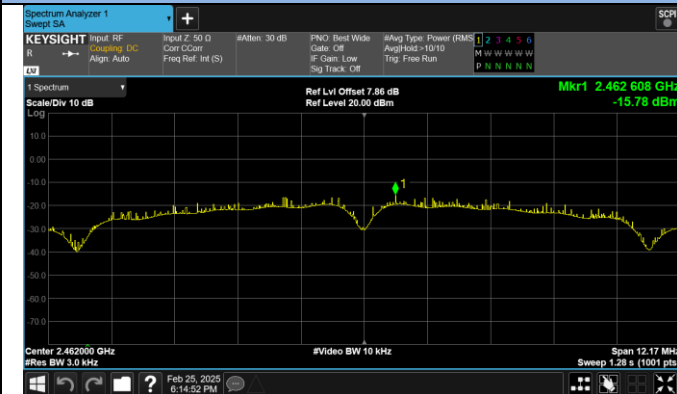 Spectrum Analyzer 1
Swept SA
+
SCPI
KEYSIGHT
R
LXI
Input: RF
Coupling: DC
Align: Auto
Input Z: 50 Ω
Corr CCorr
Freq Ref: Int (S)
#Atten: 30 dB
PNO: Best Wide
Gate: Off
IF Gain: Low
Sig Track: Off
#Avg Type: Power (RMS
Avg|Hold:>10/10
Trig: Free Run
1 2 3 4 5 6
M W W W W W
P N N N N N
1 Spectrum
Scale/Div 10 dB
Ref Lvl Offset 7.86 dB
Ref Level 20.00 dBm
Mkr1 2.462 608 GHz
-15.78 dBm
Log
10.0
0.00
-10.0
1
-20.0
-30.0
-40.0
-50.0
-60.0
-70.0
Center 2.462000 GHz
#Res BW 3.0 kHz
#Video BW 10 kHz
Span 12.17 MHz
Sweep 1.28 s (1001 pts)
?
Feb 25, 2025
6:14:52 PM